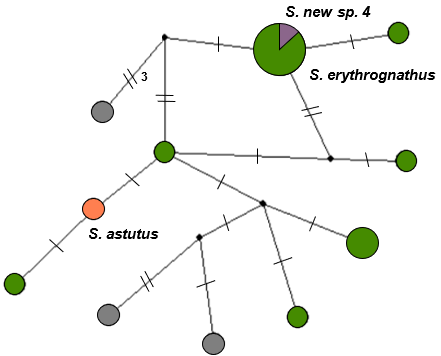 S. new sp. 4
S. erythrognathus
3
S. astutus